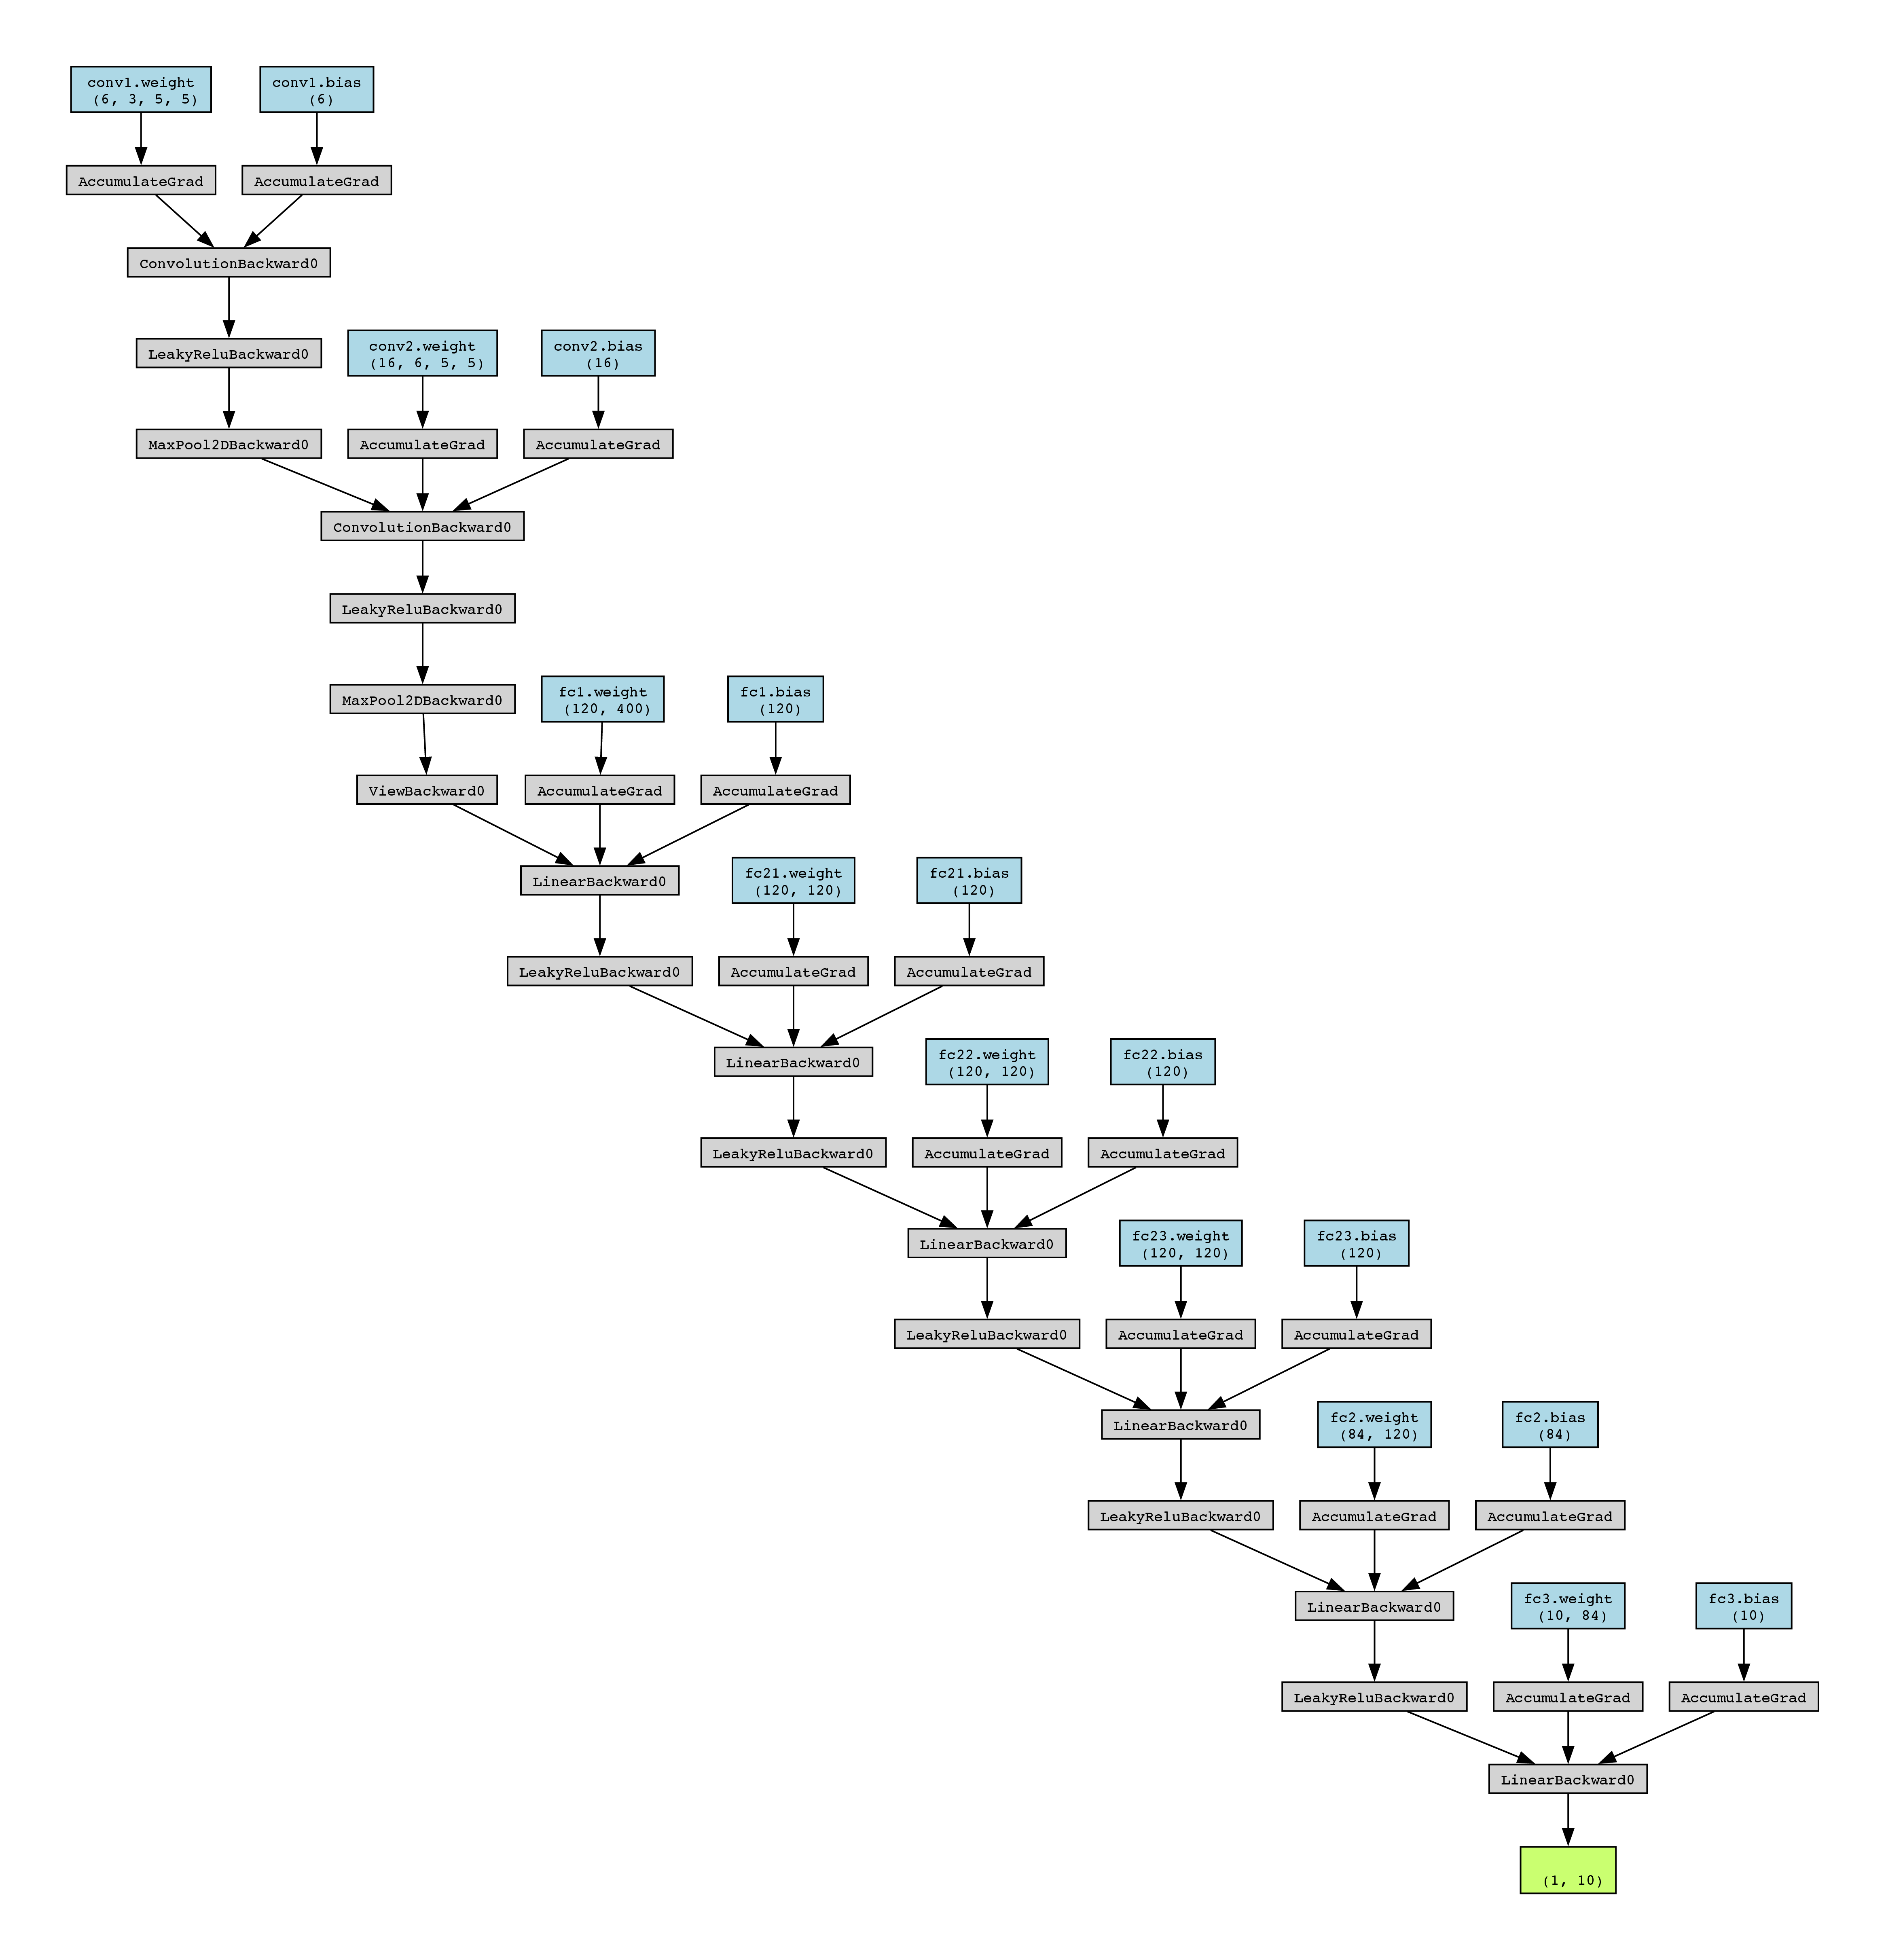 conv1.weight
(6, 3, 5, 5)
conv1.bias
(6)
AccumulateGrad
AccumulateGrad
ConvolutionBackward0
LeakyReluBackward0
conv2.weight
(16, 6, 5, 5)
conv2.bias
(16)
MaxPool2DBackward0
AccumulateGrad
AccumulateGrad
ConvolutionBackward0
LeakyReluBackward0
MaxPool2DBackward0
fc1.weight
(120, 400)
fc1.bias
(120)
ViewBackward0
AccumulateGrad
AccumulateGrad
LinearBackward0
fc21.weight
(120, 120)
fc21.bias
(120)
LeakyReluBackward0
AccumulateGrad
AccumulateGrad
LinearBackward0
fc22.weight
(120, 120)
fc22.bias
(120)
LeakyReluBackward0
AccumulateGrad
AccumulateGrad
LinearBackward0
fc23.weight
(120, 120)
fc23.bias
(120)
LeakyReluBackward0
AccumulateGrad
AccumulateGrad
LinearBackward0
fc2.weight
(84, 120)
fc2.bias
(84)
LeakyReluBackward0
AccumulateGrad
AccumulateGrad
LinearBackward0
fc3.weight
(10, 84)
fc3.bias
(10)
LeakyReluBackward0
AccumulateGrad
AccumulateGrad
LinearBackward0
(1, 10)